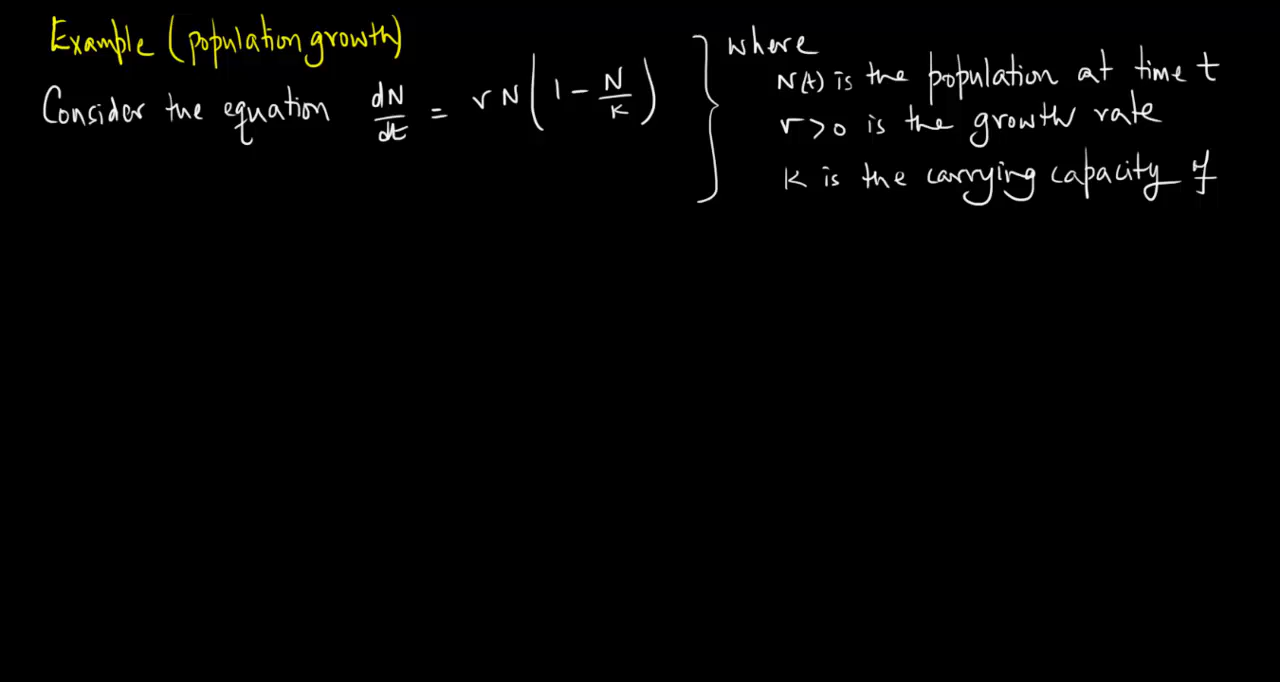 Example (population growth)
Consider the equation dN/dt = rN(1 - N/K) } where
N(t) is the population at time t
r>0 is the growth rate
K is the carrying capacity